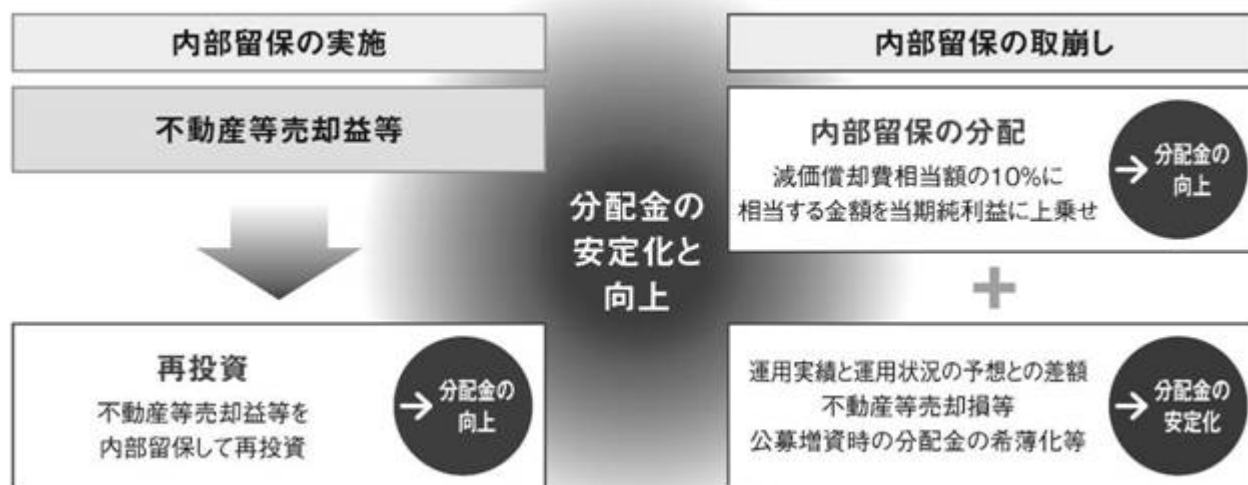 内部留保の実施
不動産等売却益等
再投資
不動産等売却益等を
内部留保して再投資
→ 分配金の
向上
分配金の
安定化と
向上
内部留保の取崩し
内部留保の分配
減価償却費相当額の10%に
相当する金額を当期純利益に上乗せ
→ 分配金の
向上
+
運用実績と運用状況の予想との差額
不動産等売却損等
公募増資時の分配金の希薄化等
→ 分配金の
安定化